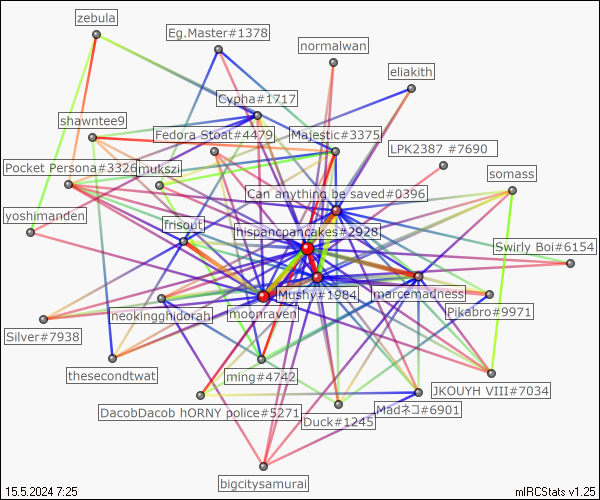 zebula
Eg.Master#1378
normalwan
eliakith
Cypha#1717
shawntee9
Fedora Stoat#4479
Majestic#3375
LPK2387 #7690
Pocket Persona#3326
mukszi
somass
Can anything be saved#0396
yoshimanden
frisout
hispancpancakes#2928
Swirly Boi#6154
Mushy#1984
marcemadness
neokingghidorah
moonraven
Pikabro#9971
Silver#7938
thesecondtwat
ming#4742
JKOUYH VIII#7034
DacobDacob hORNY police#5271
Duck#1245
Madネコ#6901
bigcitysamurai
15.5.2024 7:25
mIRCStats v1.25